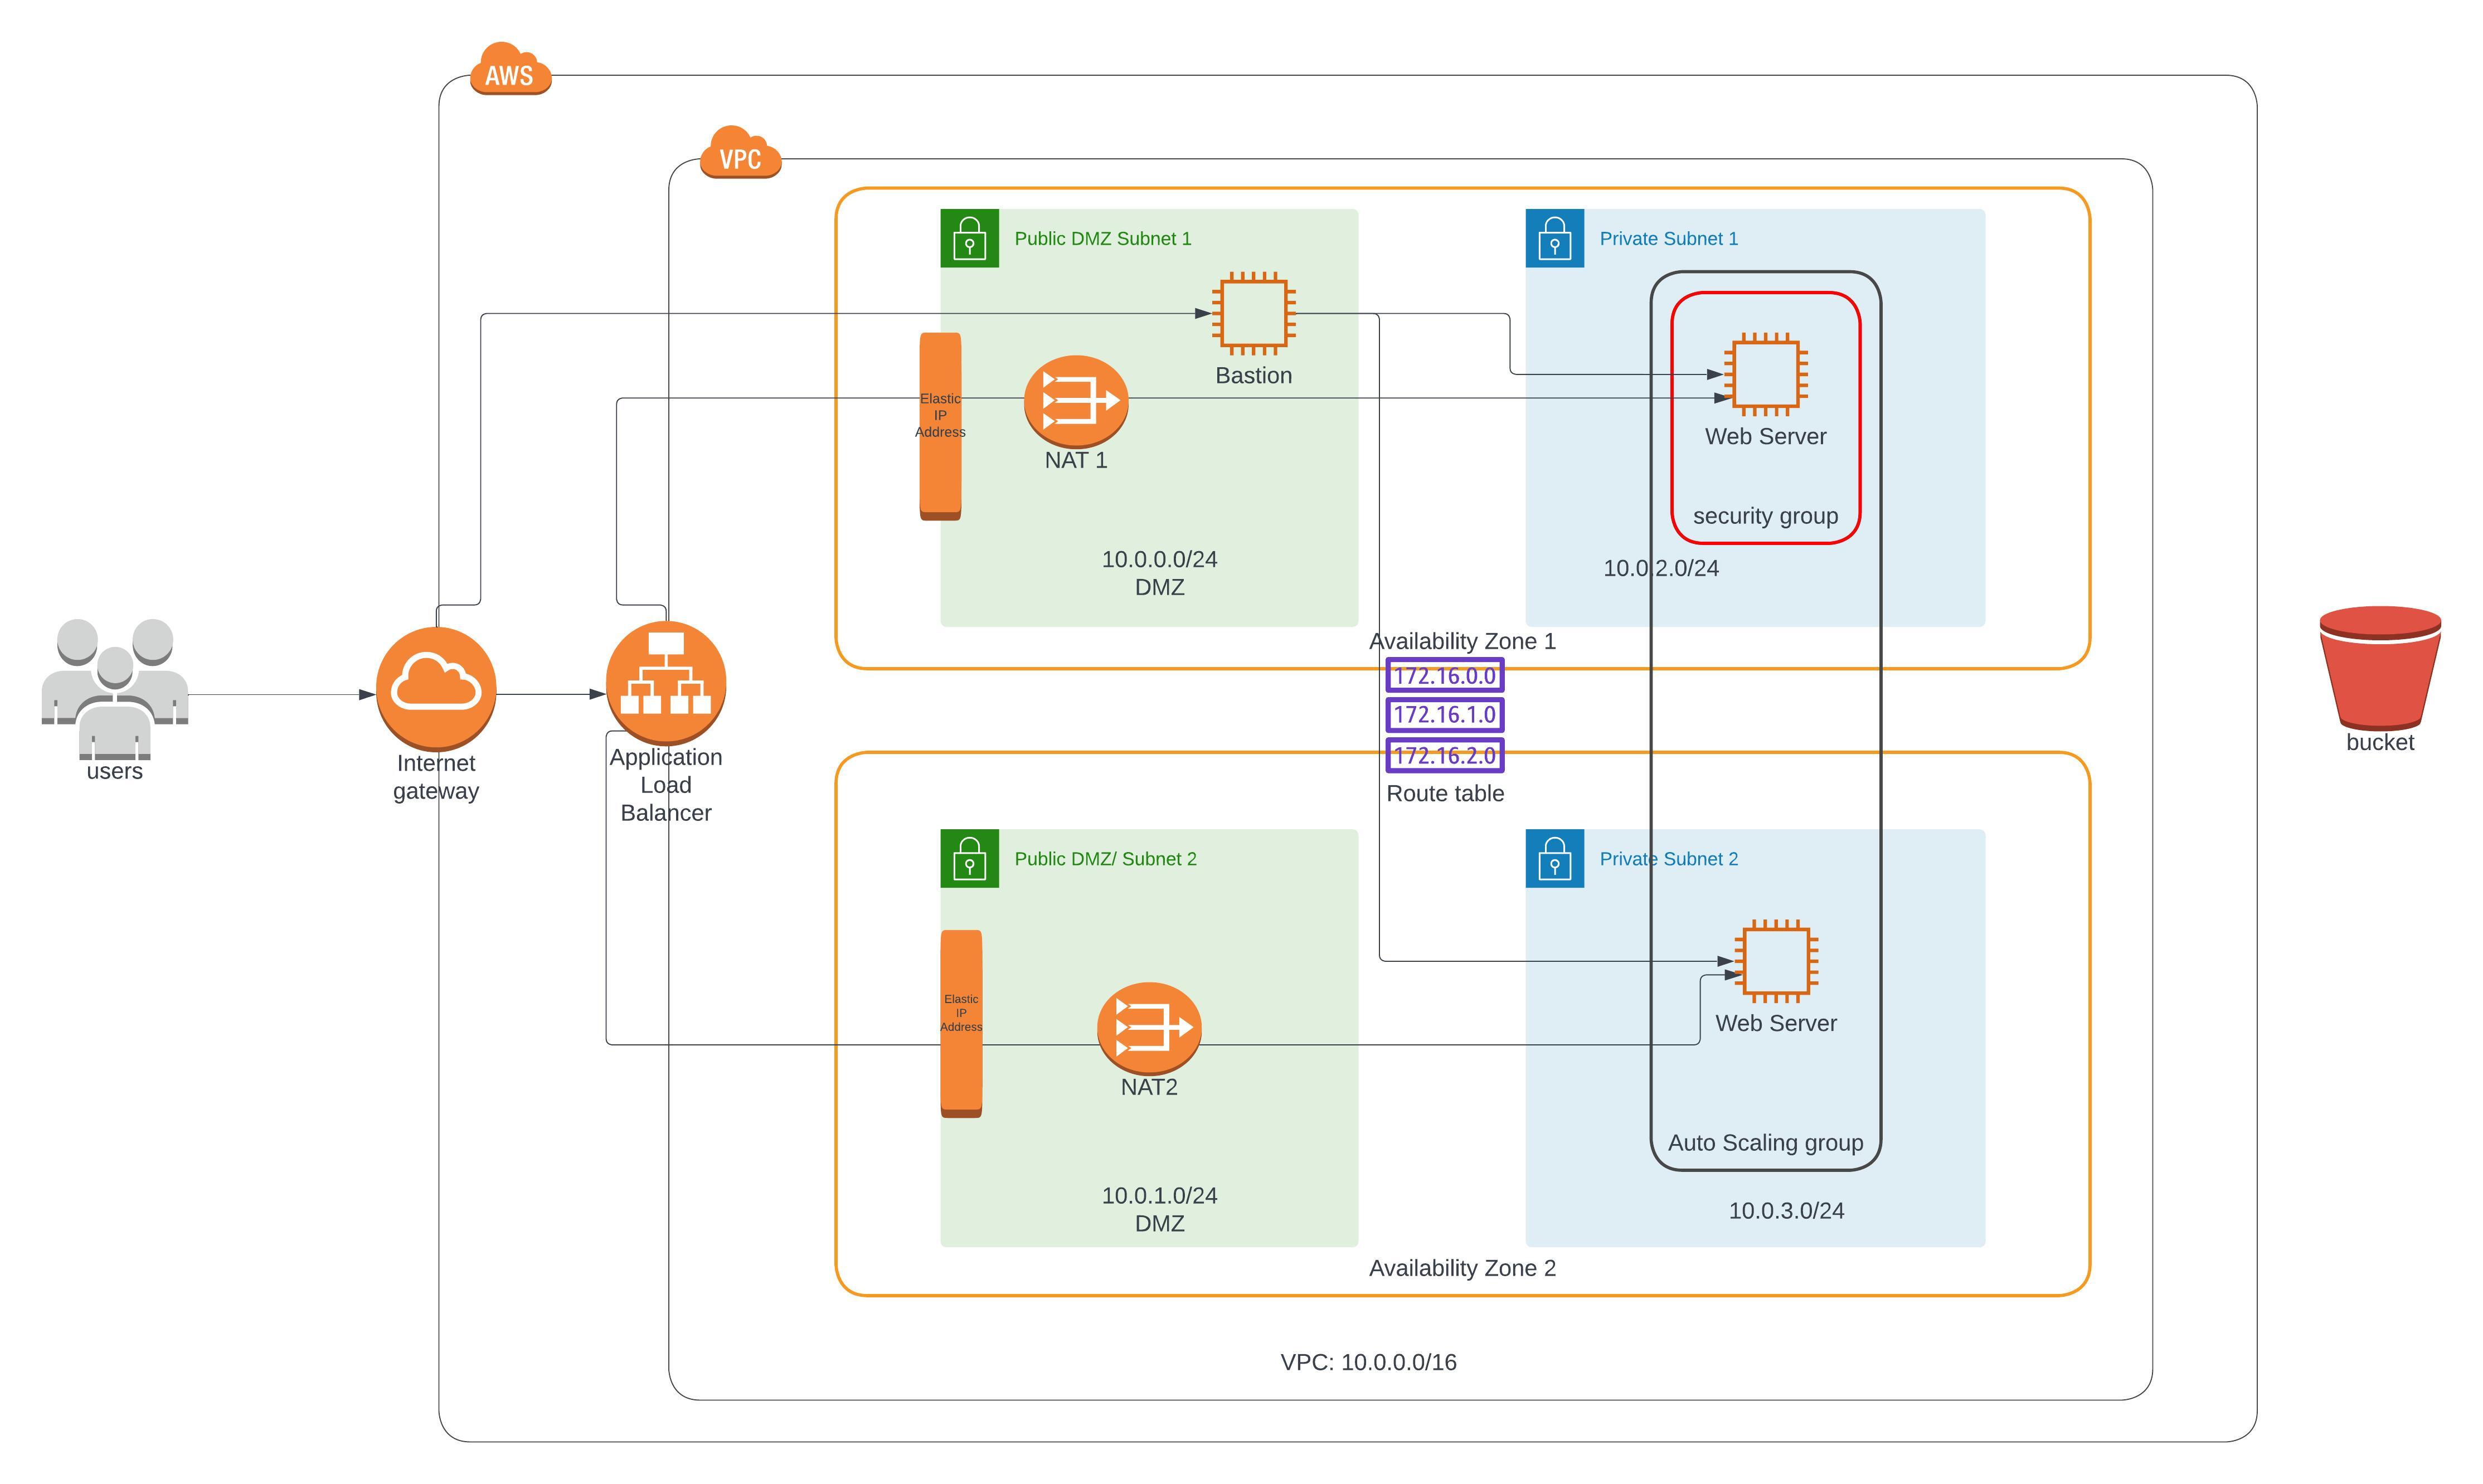 AWS
VPC
Public DMZ Subnet 1
Private Subnet 1
Bastion
Elastic
IP
Address
NAT 1
Web Server
security group
10.0.0.0/24
DMZ
10.0.2.0/24
Availability Zone 1
172.16.0.0
172.16.1.0
172.16.2.0
Route table
users
Internet
gateway
Application
Load
Balancer
bucket
Public DMZ/ Subnet 2
Private Subnet 2
Elastic
IP
Address
NAT2
Web Server
Auto Scaling group
10.0.1.0/24
DMZ
10.0.3.0/24
Availability Zone 2
VPC: 10.0.0.0/16